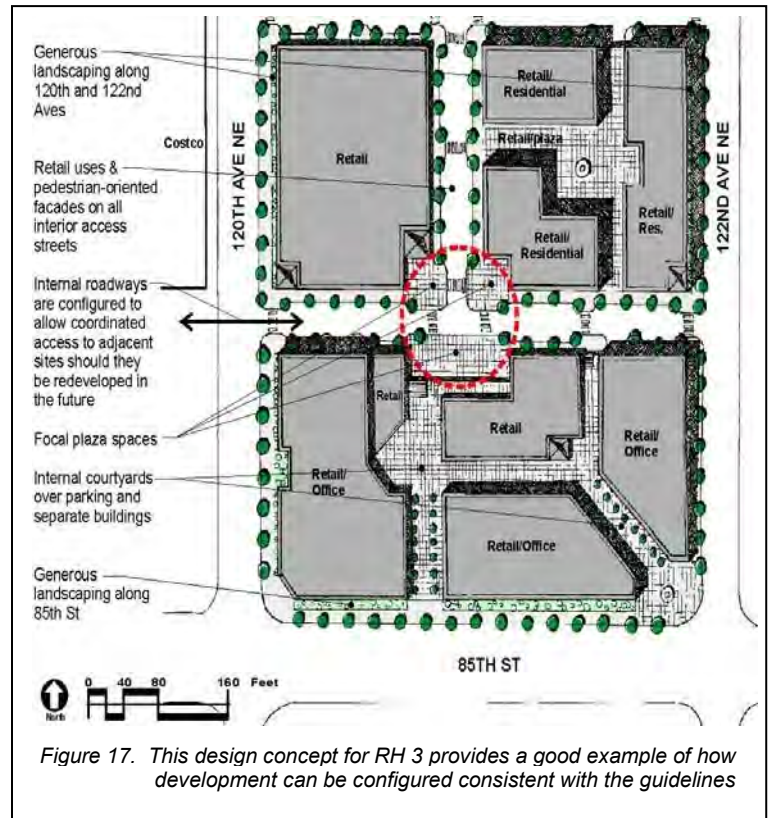 Generous
landscaping along
120th and 122nd
Aves
Costco
Retail uses &
pedestrian-oriented
facades on all
interior access
streets
Internal roadways
are configured to
allow coordinated
access to adjacent
sites should they
be redeveloped in
the future
Focal plaza spaces
Internal courtyards
over parking and
separate buildings
Generous
landscaping along
85th St
120TH AVE NE
Retail
Retail/
Residential
Retail/plaza
Retail/
Residential
Retail/
Res.
122ND AVE NE
Retail
Retail/
Office
Retail
Retail/
Office
Retail/Office
85TH ST
North
0 40 80 160 Feet
Figure 17. This design concept for RH 3 provides a good example of how
development can be configured consistent with the guidelines